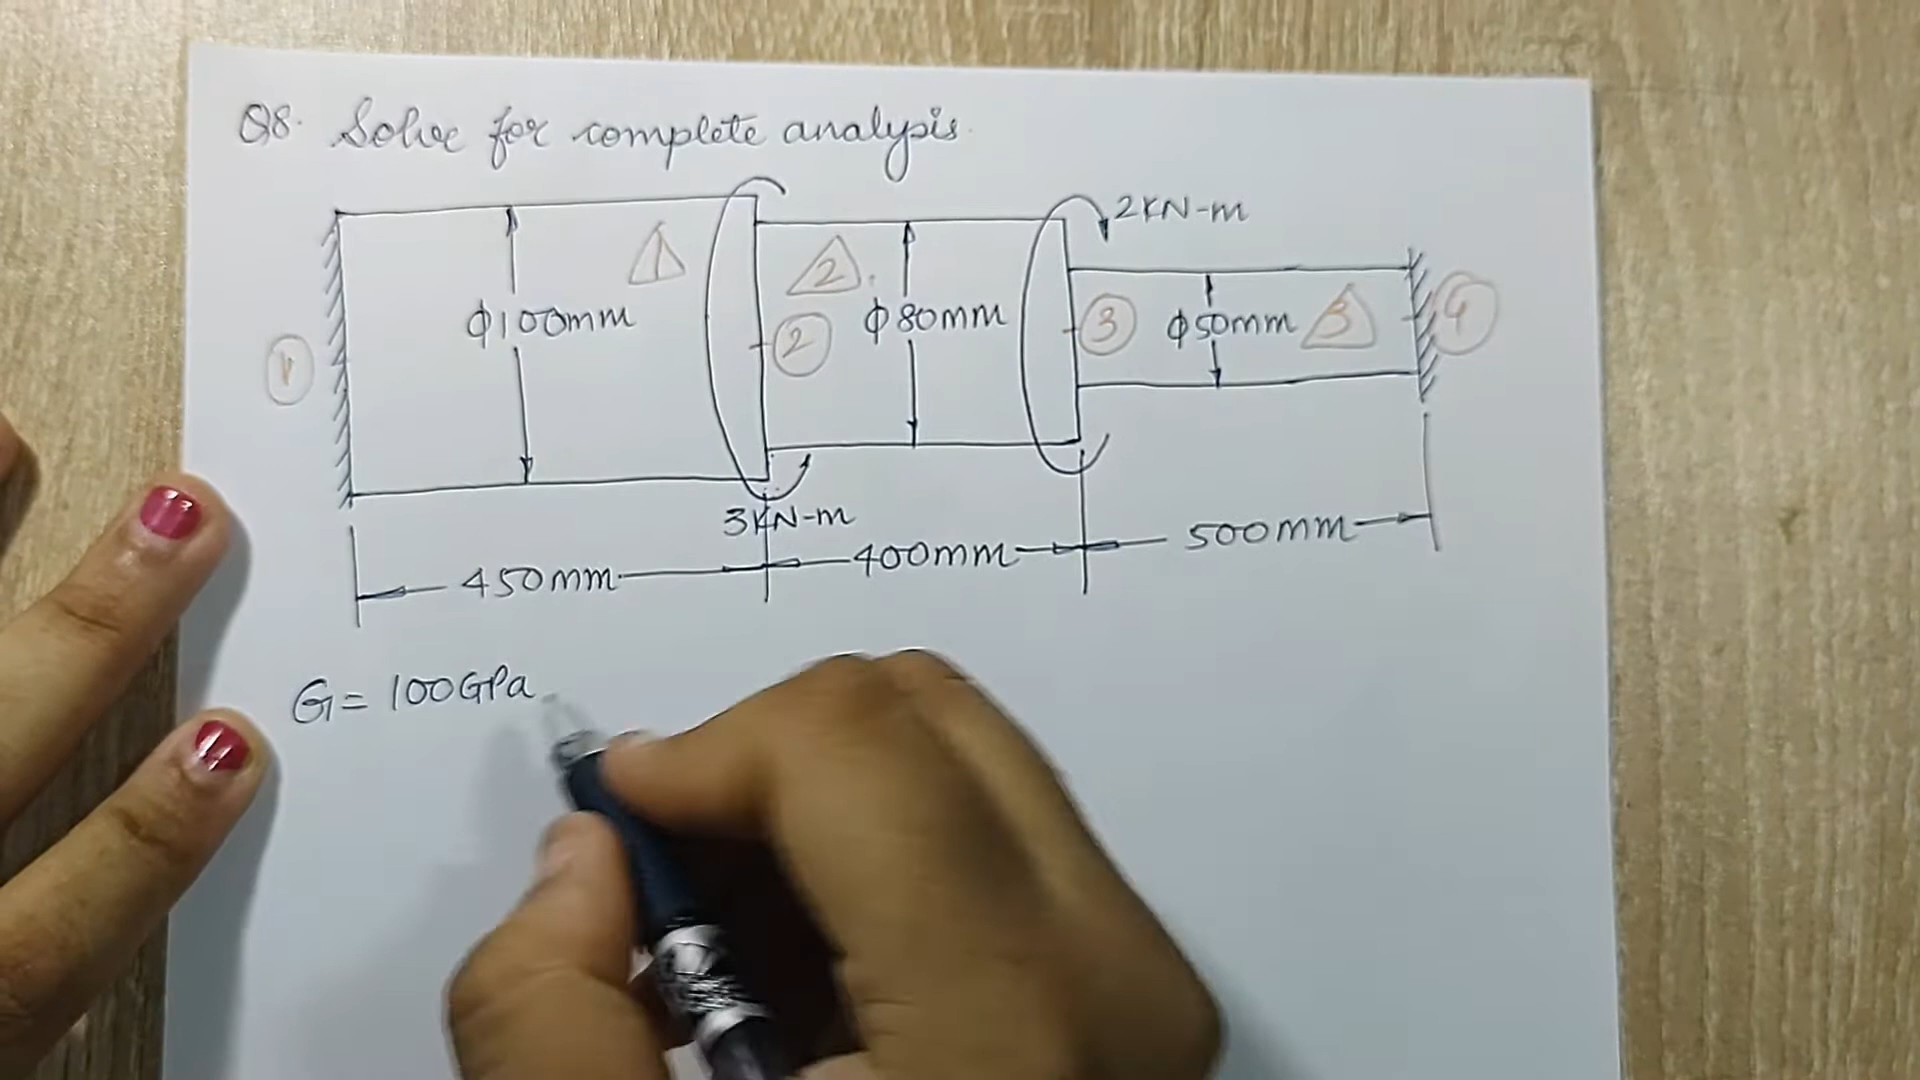 Q8. Solve for complete analysis.
2KN-m
1
2
ϕ100mm
ϕ80mm
ϕ50mm
3
4
1
2
3
3KN-m
450mm
400mm
500mm
G = 100GPa